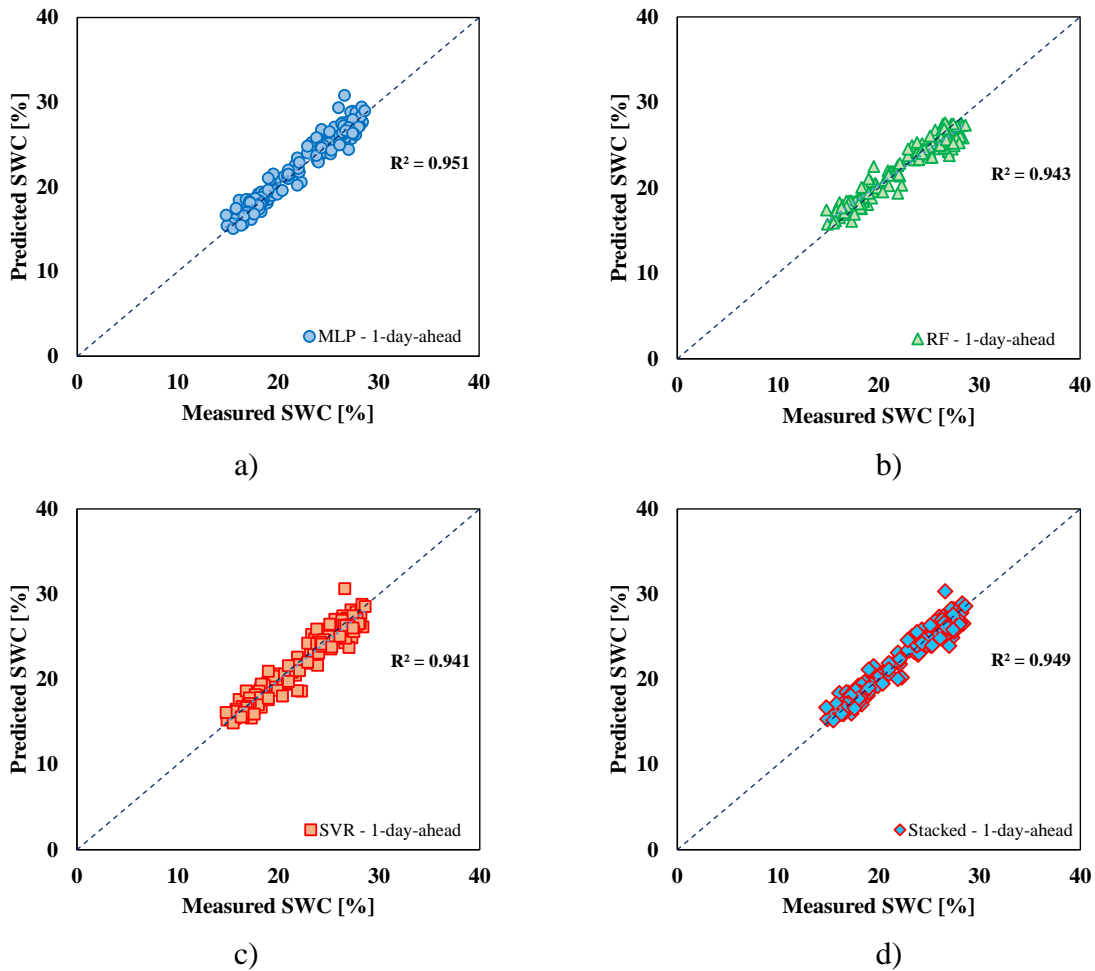 40
30
20
10
0
Predicted SWC [%]
R² = 0.951
MLP - 1-day-ahead
0 10 20 30 40
Measured SWC [%]
a)
40
30
20
10
0
Predicted SWC [%]
R² = 0.943
RF - 1-day-ahead
0 10 20 30 40
Measured SWC [%]
b)
40
30
20
10
0
Predicted SWC [%]
R² = 0.941
SVR - 1-day-ahead
0 10 20 30 40
Measured SWC [%]
c)
40
30
20
10
0
Predicted SWC [%]
R² = 0.949
Stacked - 1-day-ahead
0 10 20 30 40
Measured SWC [%]
d)